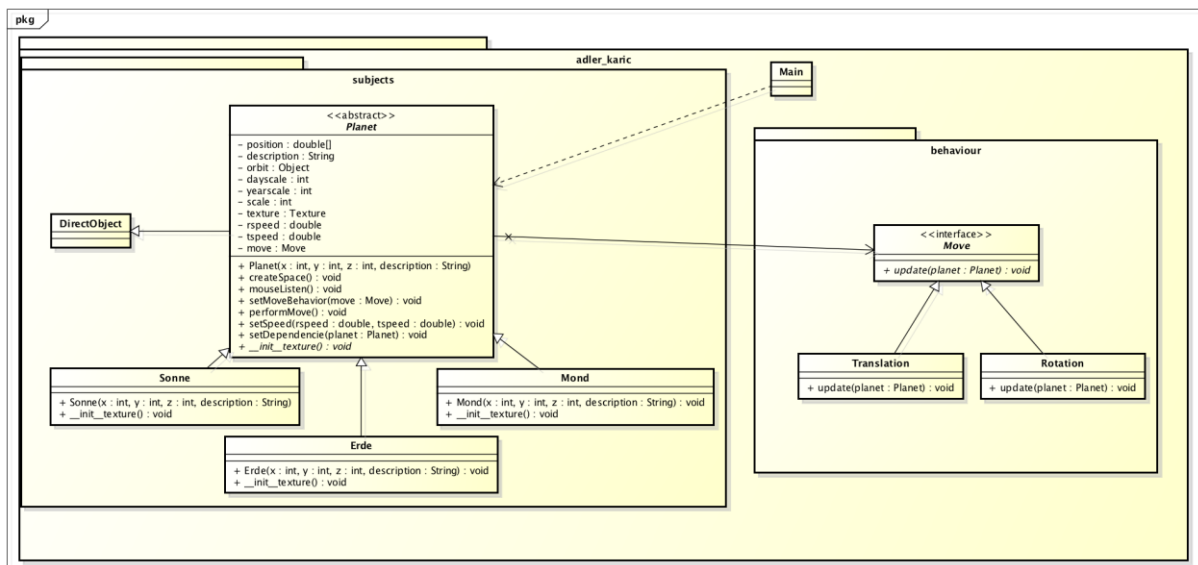 pkg
adler_karic
subjects
Main
<<abstract>>
Planet
- position : double[]
- description : String
- orbit : Object
- dayscale : int
- yearscale : int
- scale : int
- texture : Texture
- rspeed : double
- tspeed : double
- move : Move
+ Planet(x : int, y : int, z : int, description : String)
+ createSpace() : void
+ mouseListen() : void
+ setMoveBehavior(move : Move) : void
+ performMove() : void
+ setSpeed(rspeed : double, tspeed : double) : void
+ setDependencie(planet : Planet) : void
+ __init__texture() : void
DirectObject
Sonne
+ Sonne(x : int, y : int, z : int, description : String)
+ __init__texture() : void
Mond
+ Mond(x : int, y : int, z : int, description : String) : void
+ __init__texture() : void
Erde
+ Erde(x : int, y : int, z : int, description : String) : void
+ __init__texture() : void
behaviour
<<interface>>
Move
+ update(planet : Planet) : void
Translation
+ update(planet : Planet) : void
Rotation
+ update(planet : Planet) : void